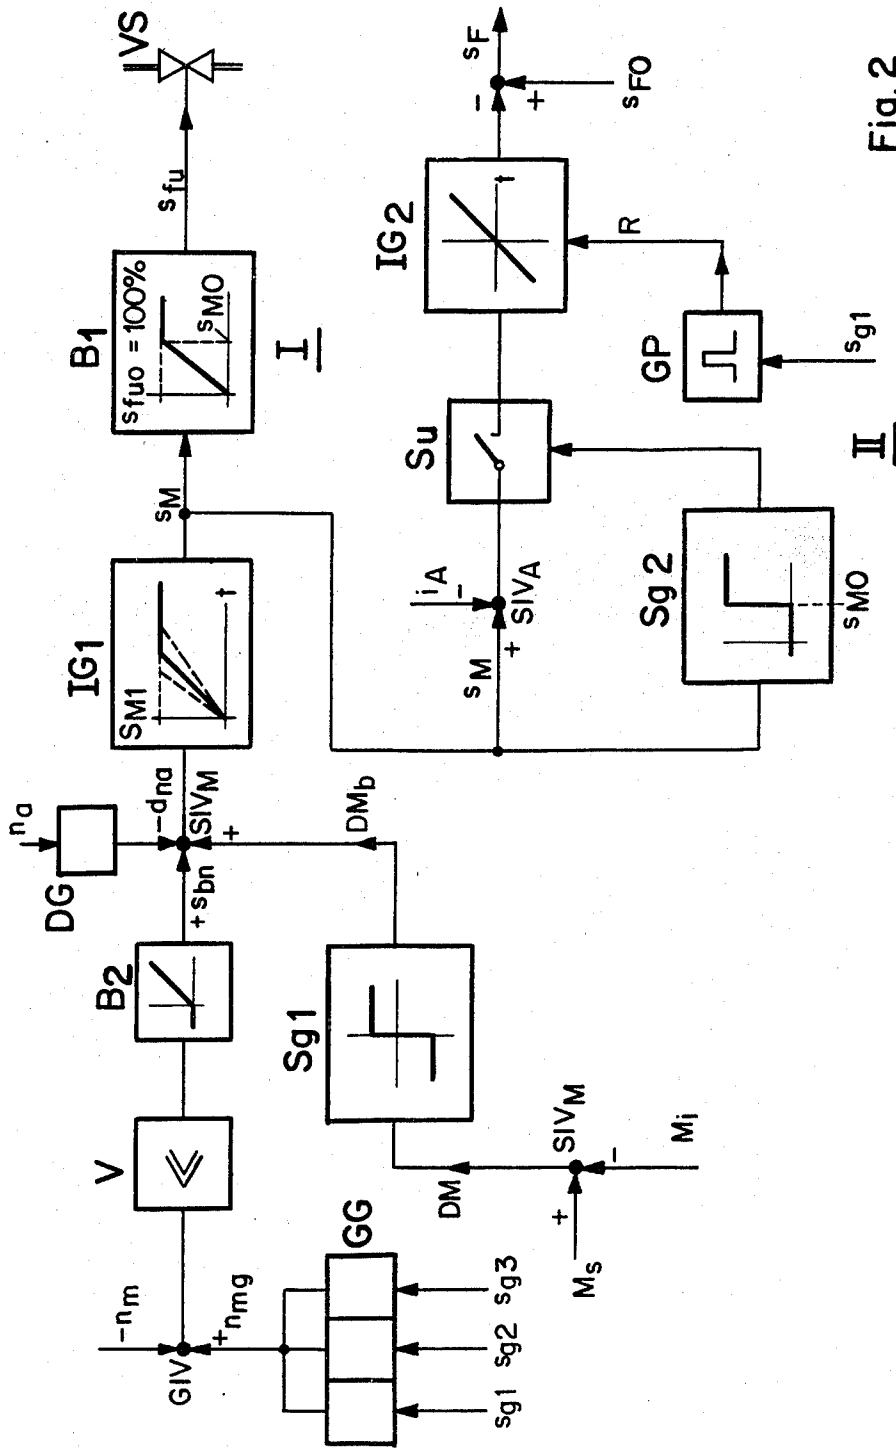 VS
s_fu
B1
s_fuo = 100%
s_MO
I
s_M
IG1
S_M1
t
n_a
DG
-d_na
SIV_M
+
+s_bn
DM_b
B2
V
-n_m
GIV
+n_mg
GG
s_g1
s_g2
s_g3
Sg1
DM
SIV_M
+
-
M_s
M_i
s_F
-
+
s_FO
IG2
t
R
GP
s_g1
Su
i_A
-
SIV_A
s_M
+
Sg2
s_MO
II
Fig. 2